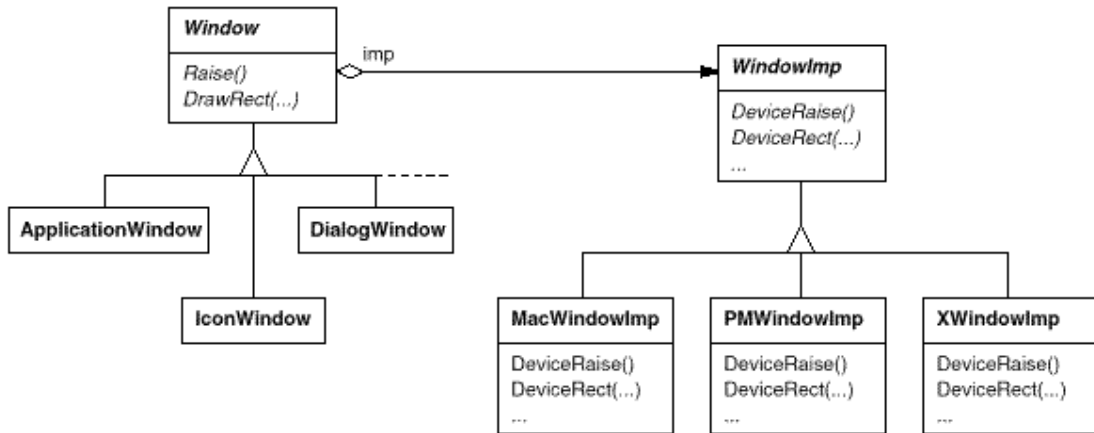 Window
Raise()
DrawRect(...)
imp
WindowImp
DeviceRaise()
DeviceRect(...)
...
ApplicationWindow
DialogWindow
IconWindow
MacWindowImp
DeviceRaise()
DeviceRect(...)
...
PMWindowImp
DeviceRaise()
DeviceRect(...)
...
XWindowImp
DeviceRaise()
DeviceRect(...)
...